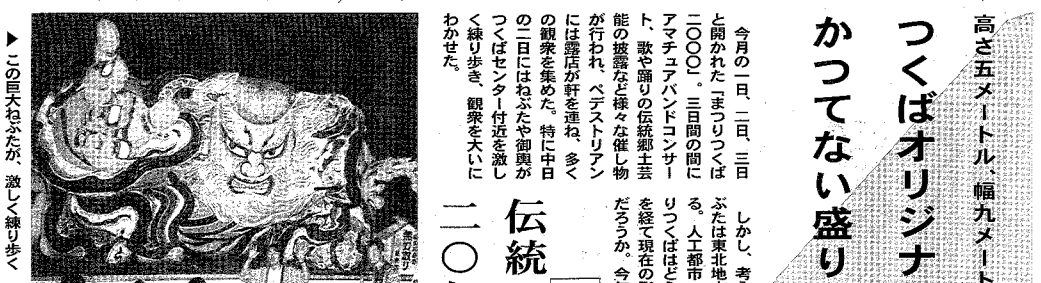 高さ五メートル、幅九メート
つくばオリジナ
かつてない盛り
今月の一日、二日、三日
と開かれた「まつりつくば
二〇〇〇」。三日間の間に
アマチュアバンドコンサー
ト、歌や踊りの伝統郷土芸
能の披露など様々な催し物
が行われ、ペデストリアン
には露店が軒を連ね、多く
の観衆を集めた。特に中日
の二日にはねぶたや御輿が
つくばセンター付近を激し
く練り歩き、観衆を大いに
わかせた。
しかし、考
ぶたは東北地
る。人工都市
りつくばはど
を経て現在の
だろうか。今
伝統
二〇
▶この巨大ねぶたが、激しく練り歩く